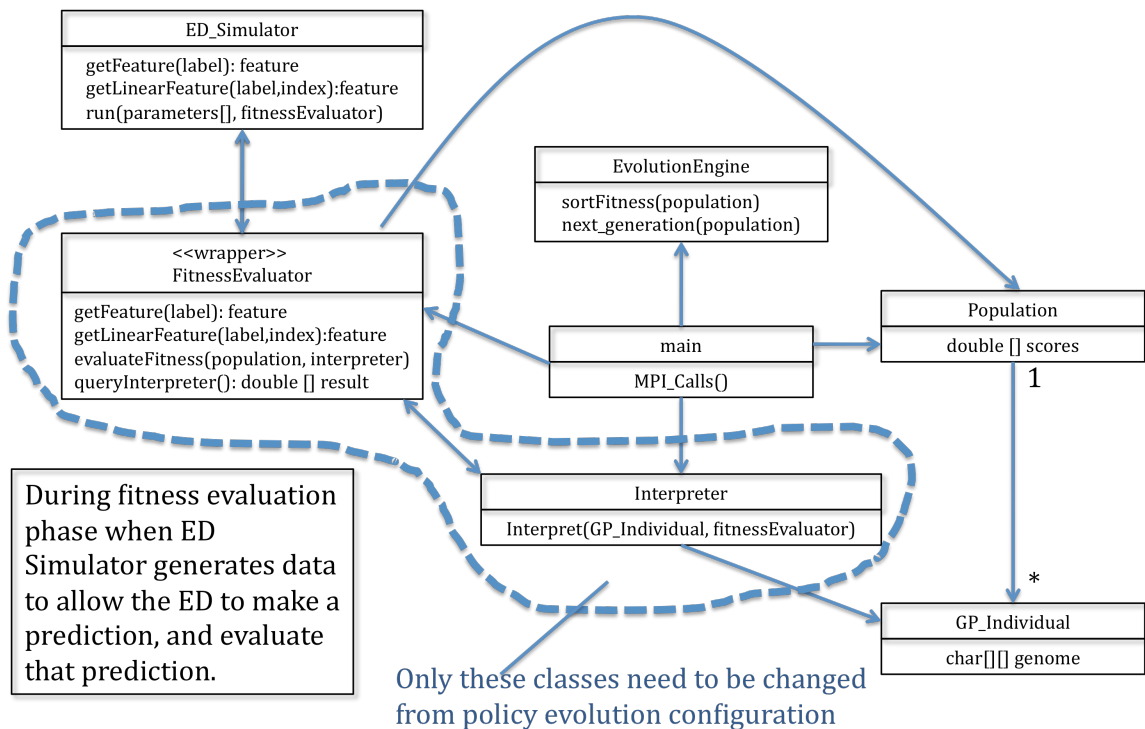 ED_Simulator
getFeature(label): feature
getLinearFeature(label,index):feature
run(parameters[], fitnessEvaluator)
EvolutionEngine
sortFitness(population)
next_generation(population)
<<wrapper>>
FitnessEvaluator
getFeature(label): feature
getLinearFeature(label,index):feature
evaluateFitness(population, interpreter)
queryInterpreter(): double [] result
main
MPI_Calls()
Population
double [] scores
1
Interpreter
Interpret(GP_Individual, fitnessEvaluator)
*
GP_Individual
char[][] genome
During fitness evaluation
phase when ED
Simulator generates data
to allow the ED to make a
prediction, and evaluate
that prediction.
Only these classes need to be changed
from policy evolution configuration